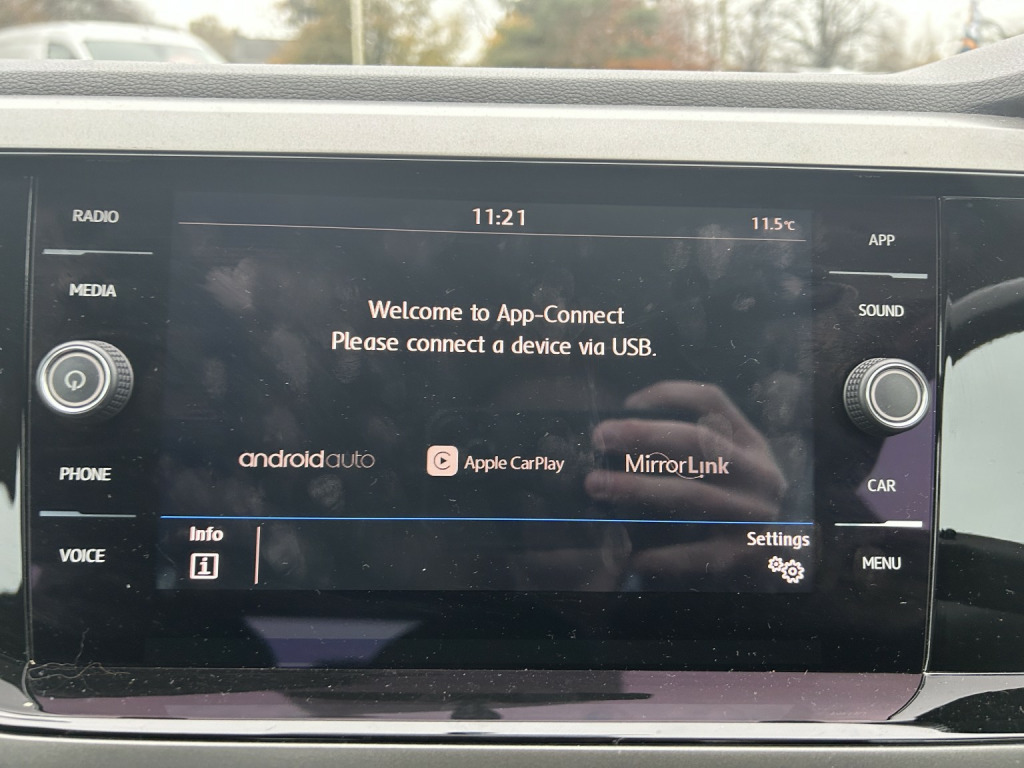 RADIO
MEDIA
PHONE
VOICE
11:21
11.5°C
Welcome to App-Connect
Please connect a device via USB.
androidauto
Apple CarPlay
MirrorLink
Info
i
Settings
APP
SOUND
CAR
MENU